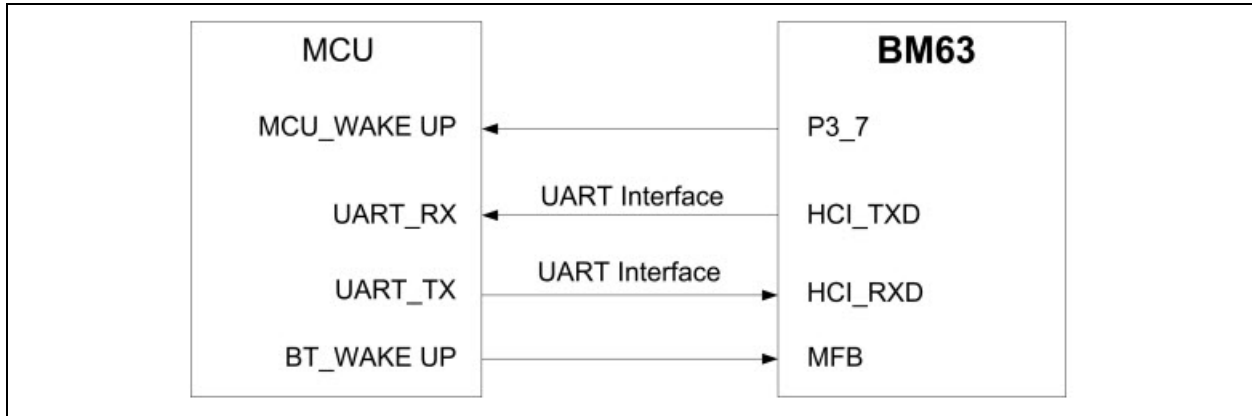 MCU
BM63
MCU_WAKE UP
P3_7
UART Interface
UART_RX
HCI_TXD
UART Interface
UART_TX
HCI_RXD
BT_WAKE UP
MFB